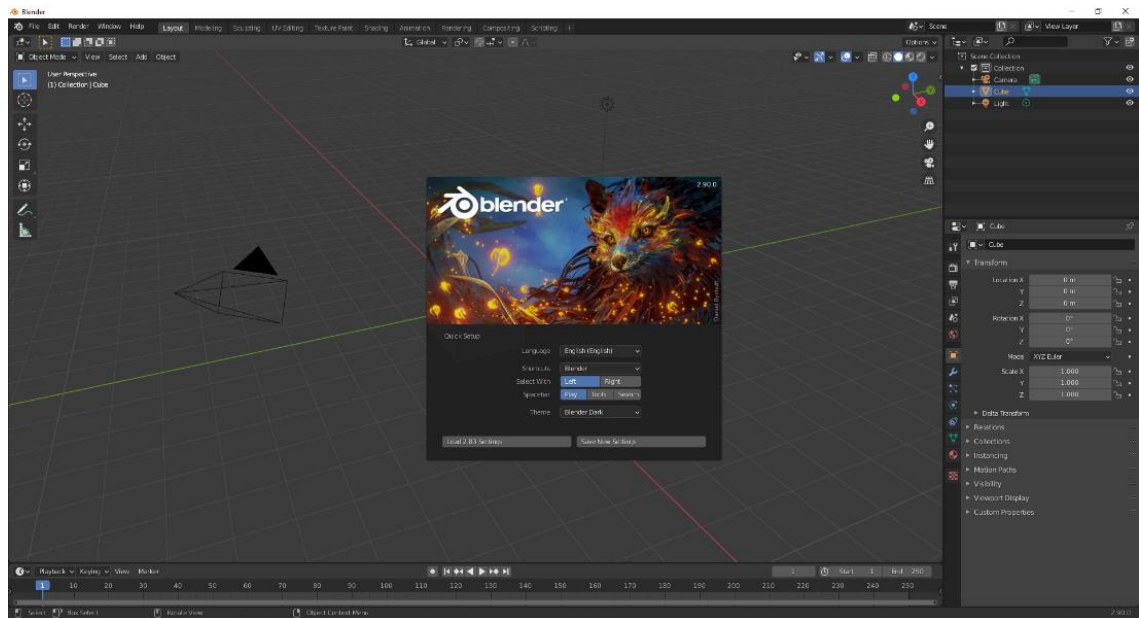 Blender
File Edit Render Window Help Layout Modeling Sculpting UV Editing Texture Paint Shading Animation Rendering Compositing Scripting + Scene View Layer
Global Options
Object Mode View Select Add Object
User Perspective
(1) Collection | Cube
Scene Collection
Collection
Camera
Cube
Light
blender
2.90.0
Quick Setup
Language English (English)
Shortcuts Blender
Select With Left Right
Spacebar Play Tools Search
Theme Blender Dark
Load 2.83 Settings Save New Settings
Cube
Cube
Transform
Location X 0 m
Y 0 m
Z 0 m
Rotation X 0°
Y 0°
Z 0°
Mode XYZ Euler
Scale X 1.000
Y 1.000
Z 1.000
Delta Transform
Relations
Collections
Instancing
Motion Paths
Visibility
Viewport Display
Custom Properties
Playback Keying View Marker 1 Start 1 End 250
1 10 20 30 40 50 60 70 80 90 100 110 120 130 140 150 160 170 180 190 200 210 220 230 240 250
Select Box Select Rotate View Object Context Menu 2.90.0